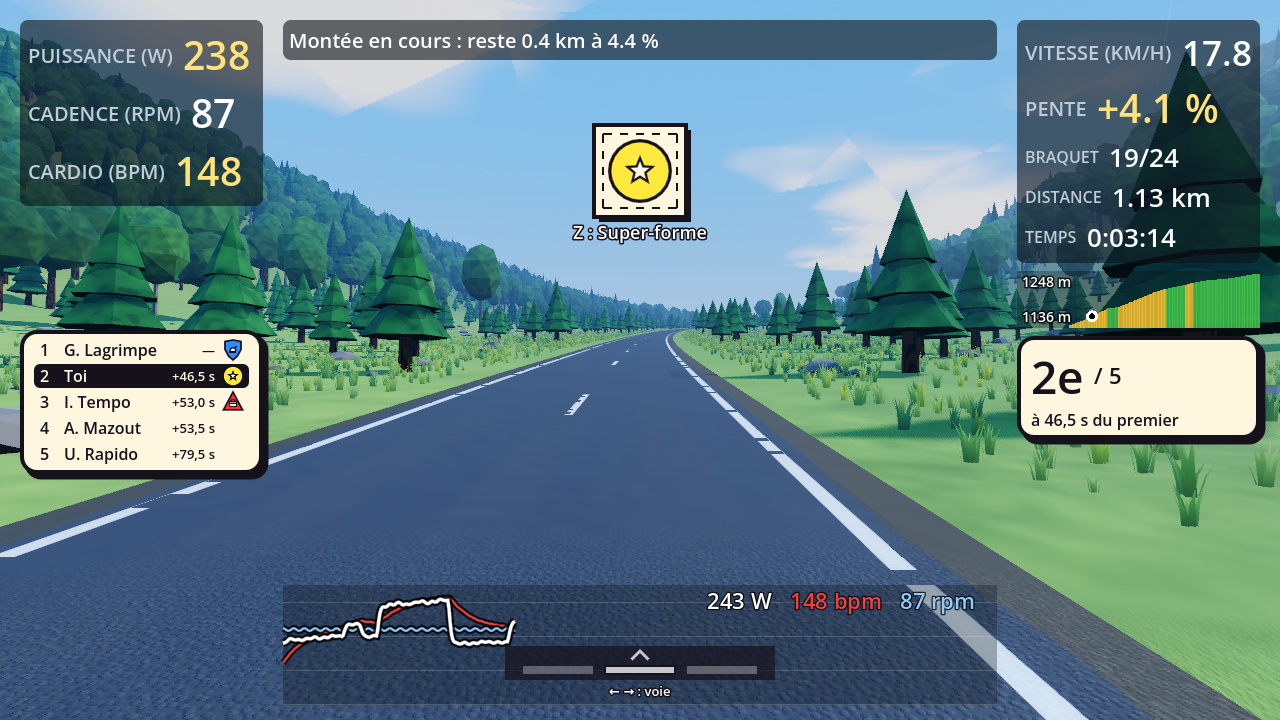 PUISSANCE (W) 238
CADENCE (RPM) 87
CARDIO (BPM) 148
Montée en cours : reste 0.4 km à 4.4 %
Z : Super-forme
VITESSE (KM/H) 17.8
PENTE +4.1 %
BRAQUET 19/24
DISTANCE 1.13 km
TEMPS 0:03:14
1248 m
1136 m
1 G. Lagrimpe —
2 Toi +46,5 s
3 I. Tempo +53,0 s
4 A. Mazout +53,5 s
5 U. Rapido +79,5 s
2e / 5
à 46,5 s du premier
243 W 148 bpm 87 rpm
← → : voie